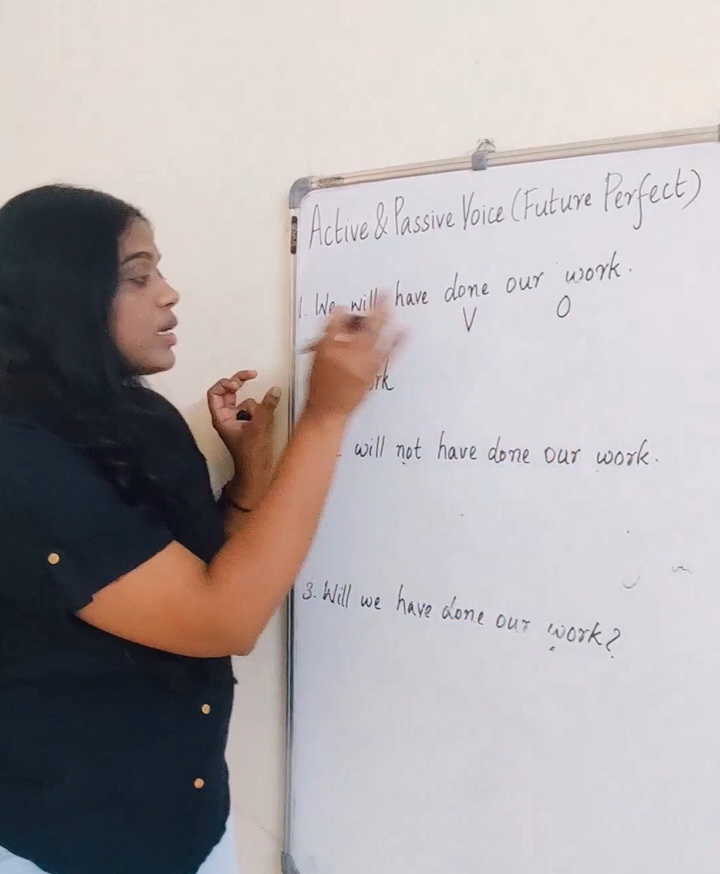 Active & Passive Voice (Future Perfect)
1. We will have done our work.
V O
will not have done our work.
3. Will we have done our work?